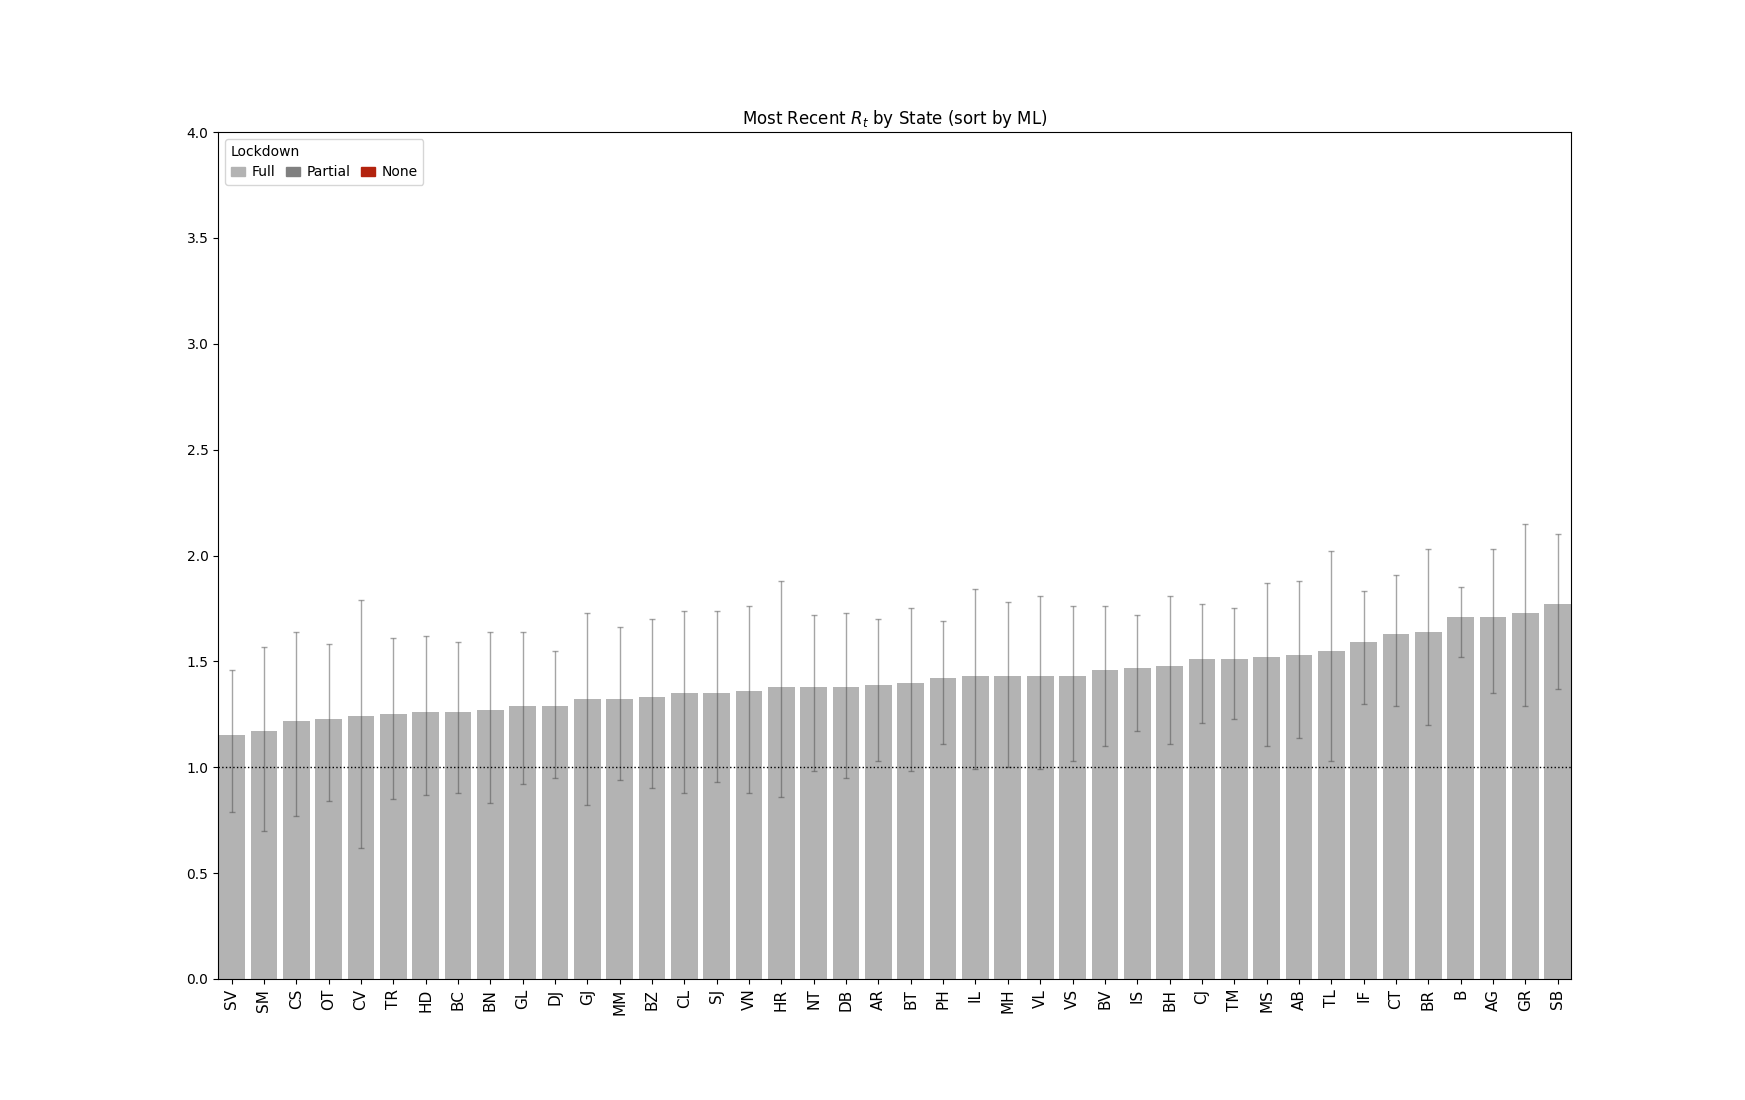 Most Recent R_t by State (sort by ML)
4.0
Lockdown
Full Partial None
3.5
3.0
2.5
2.0
1.5
1.0
0.5
0.0
SV SM CS OT CV TR HD BC BN GL DJ GJ MM BZ CL SJ VN HR NT DB AR BT PH IL MH VL VS BV IS BH CJ TM MS AB TL IF CT BR B AG GR SB